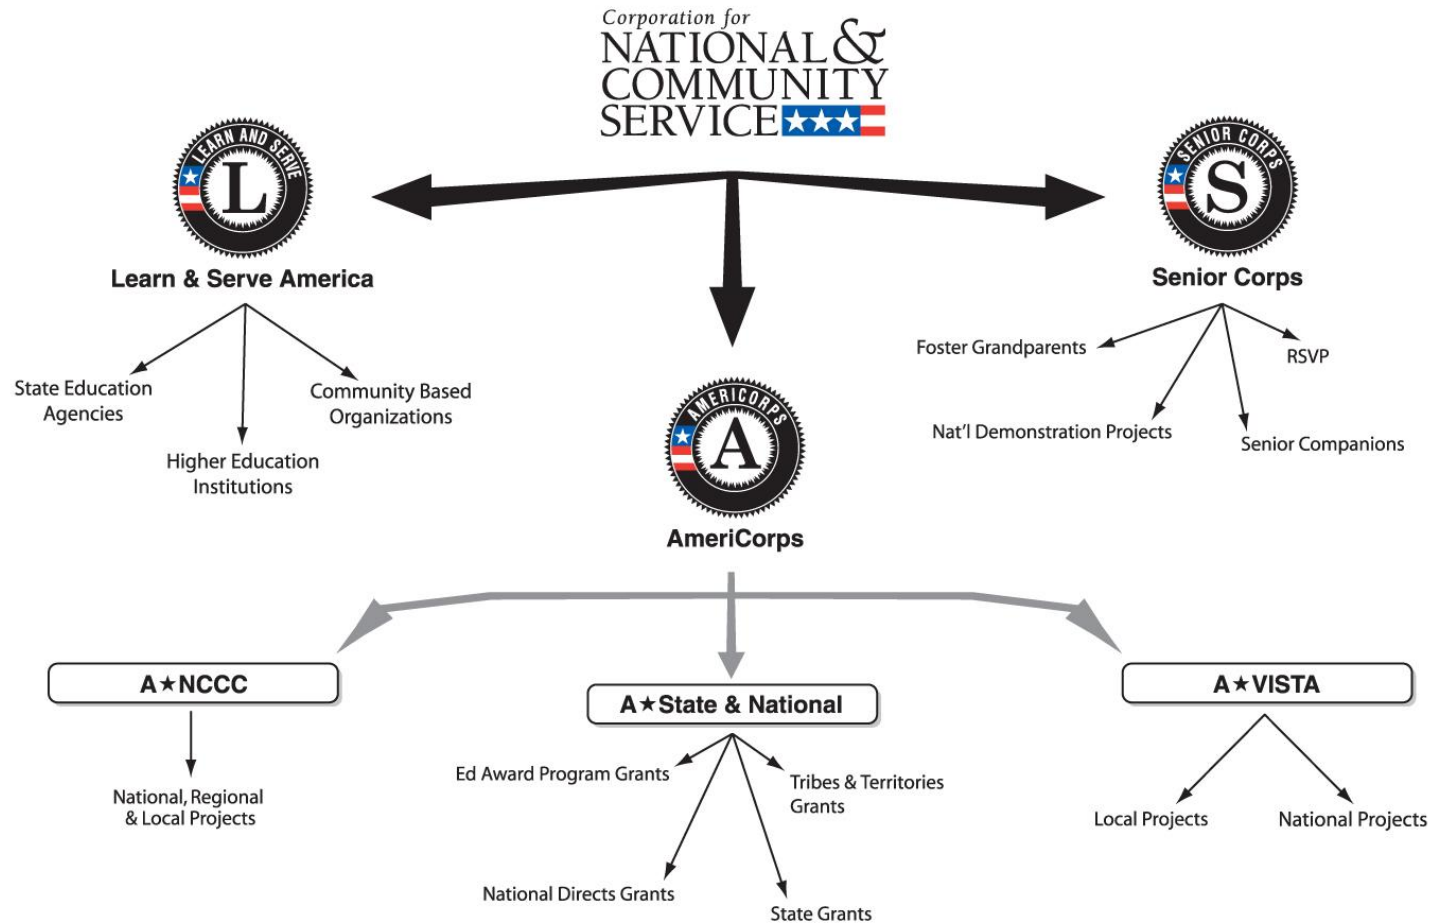 Corporation for
NATIONAL &
COMMUNITY
SERVICE
LEARN AND SERVE
L
Learn & Serve America
State Education
Agencies
Higher Education
Institutions
Community Based
Organizations
SENIOR CORPS
S
Senior Corps
Foster Grandparents
Nat'l Demonstration Projects
Senior Companions
RSVP
AMERICORPS
A
AmeriCorps
A★NCCC
National, Regional
& Local Projects
A★State & National
Ed Award Program Grants
National Directs Grants
State Grants
Tribes & Territories
Grants
A★VISTA
Local Projects
National Projects